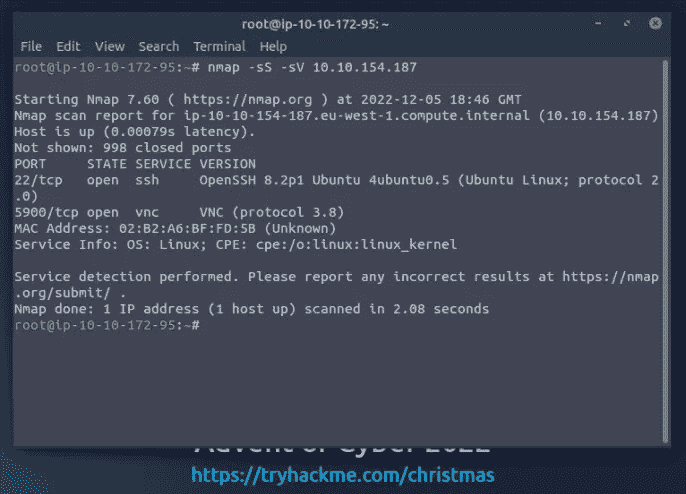 root@ip-10-10-172-95: ~
File Edit View Search Terminal Help
root@ip-10-10-172-95:~# nmap -sS -sV 10.10.154.187
Starting Nmap 7.60 ( https://nmap.org ) at 2022-12-05 18:46 GMT
Nmap scan report for ip-10-10-154-187.eu-west-1.compute.internal (10.10.154.187)
Host is up (0.00079s latency).
Not shown: 998 closed ports
PORT STATE SERVICE VERSION
22/tcp open ssh OpenSSH 8.2p1 Ubuntu 4ubuntu0.5 (Ubuntu Linux; protocol 2
.0)
5900/tcp open vnc VNC (protocol 3.8)
MAC Address: 02:B2:A6:BF:FD:5B (Unknown)
Service Info: OS: Linux; CPE: cpe:/o:linux:linux_kernel
Service detection performed. Please report any incorrect results at https://nmap
.org/submit/ .
Nmap done: 1 IP address (1 host up) scanned in 2.08 seconds
root@ip-10-10-172-95:~#
Advent of Cyber 2022
https://tryhackme.com/christmas